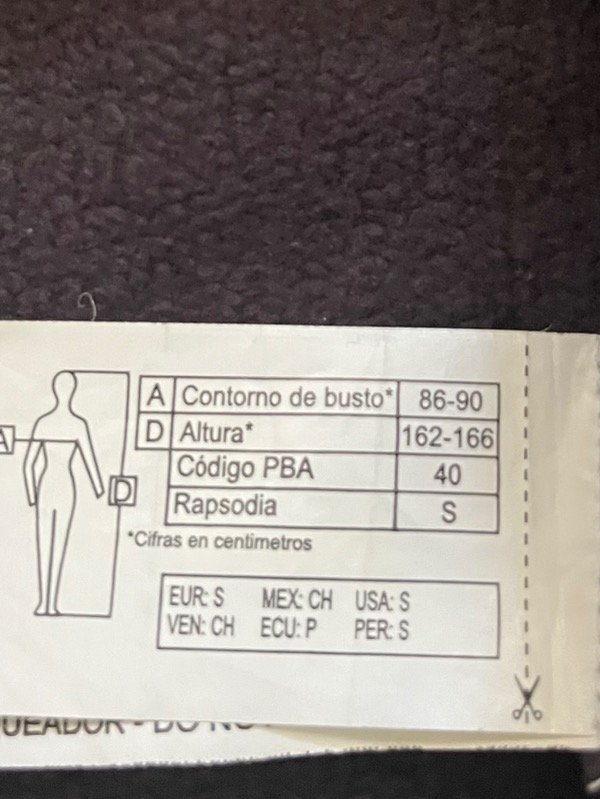 A Contorno de busto* 86-90
D Altura* 162-166
Código PBA 40
Rapsodia S
*Cifras en centimetros
A
D
EUR: S MEX: CH USA: S
VEN: CH ECU: P PER: S